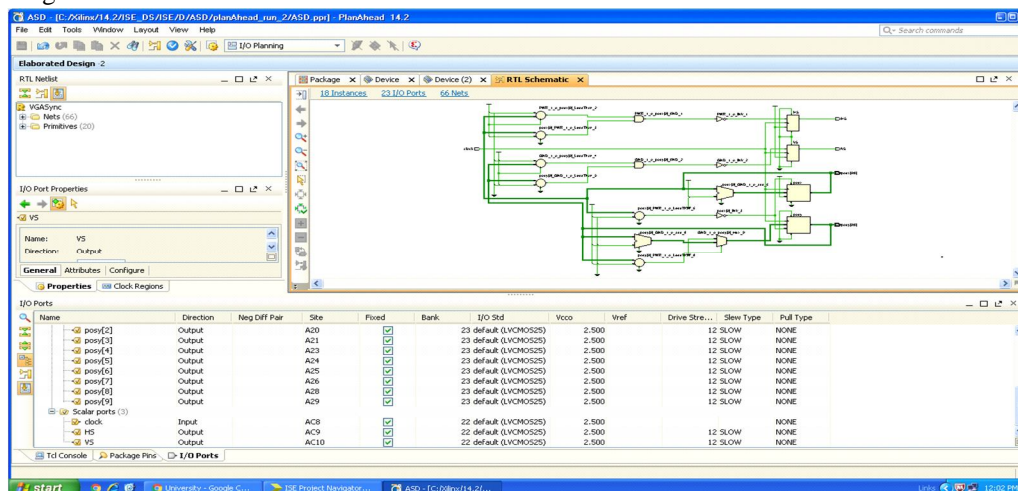 ASD - [C:/Xilinx/14.2/ISE_DS/ISE/D/ASD/planAhead_run_2/ASD.ppr] - PlanAhead 14.2
File Edit Tools Window Layout View Help
I/O Planning
Search commands
Elaborated Design 2
RTL Netlist
VGASync
Nets (66)
Primitives (20)
Package Device Device (2) RTL Schematic
18 Instances 23 I/O Ports 66 Nets
I/O Port Properties
VS
Name: VS
Direction: Output
General Attributes Configure
Properties Clock Regions
I/O Ports
Name Direction Neg Diff Pair Site Fixed Bank I/O Std Vcco Vref Drive Stre... Slew Type Pull Type
posy[2] Output A20 23 default (LVCMOS25) 2.500 12 SLOW NONE
posy[3] Output A21 23 default (LVCMOS25) 2.500 12 SLOW NONE
posy[4] Output A23 23 default (LVCMOS25) 2.500 12 SLOW NONE
posy[5] Output A24 23 default (LVCMOS25) 2.500 12 SLOW NONE
posy[6] Output A25 23 default (LVCMOS25) 2.500 12 SLOW NONE
posy[7] Output A26 23 default (LVCMOS25) 2.500 12 SLOW NONE
posy[8] Output A28 23 default (LVCMOS25) 2.500 12 SLOW NONE
posy[9] Output A29 23 default (LVCMOS25) 2.500 12 SLOW NONE
Scalar ports (3)
clock Input AC8 22 default (LVCMOS25) 2.500 NONE
HS Output AC9 22 default (LVCMOS25) 2.500 12 SLOW NONE
VS Output AC10 22 default (LVCMOS25) 2.500 12 SLOW NONE
Tcl Console Package Pins I/O Ports
start University - Google C... ISE Project Navigator... ASD - [C:/Xilinx/14.2/... Links 12:02 PM